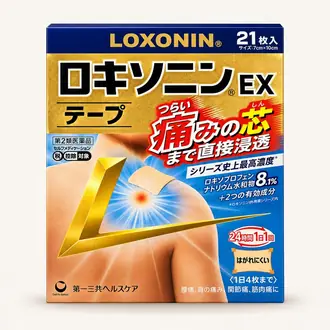 LOXONIN®
21枚入
サイズ:7cm×10cm
ロキソニン®EX
テープ
つらい
痛みの芯
しん
まで直接浸透
第2類医薬品
セルフメディケーション
税 控除 対象
シリーズ史上最高濃度*
ロキソプロフェン
ナトリウム水和物 8.1%
+2つの有効成分
24時間 1日1回
はがれにくい
〈1日4枚まで〉
第一三共ヘルスケア
腰痛、肩の痛み、関節痛、筋肉痛に